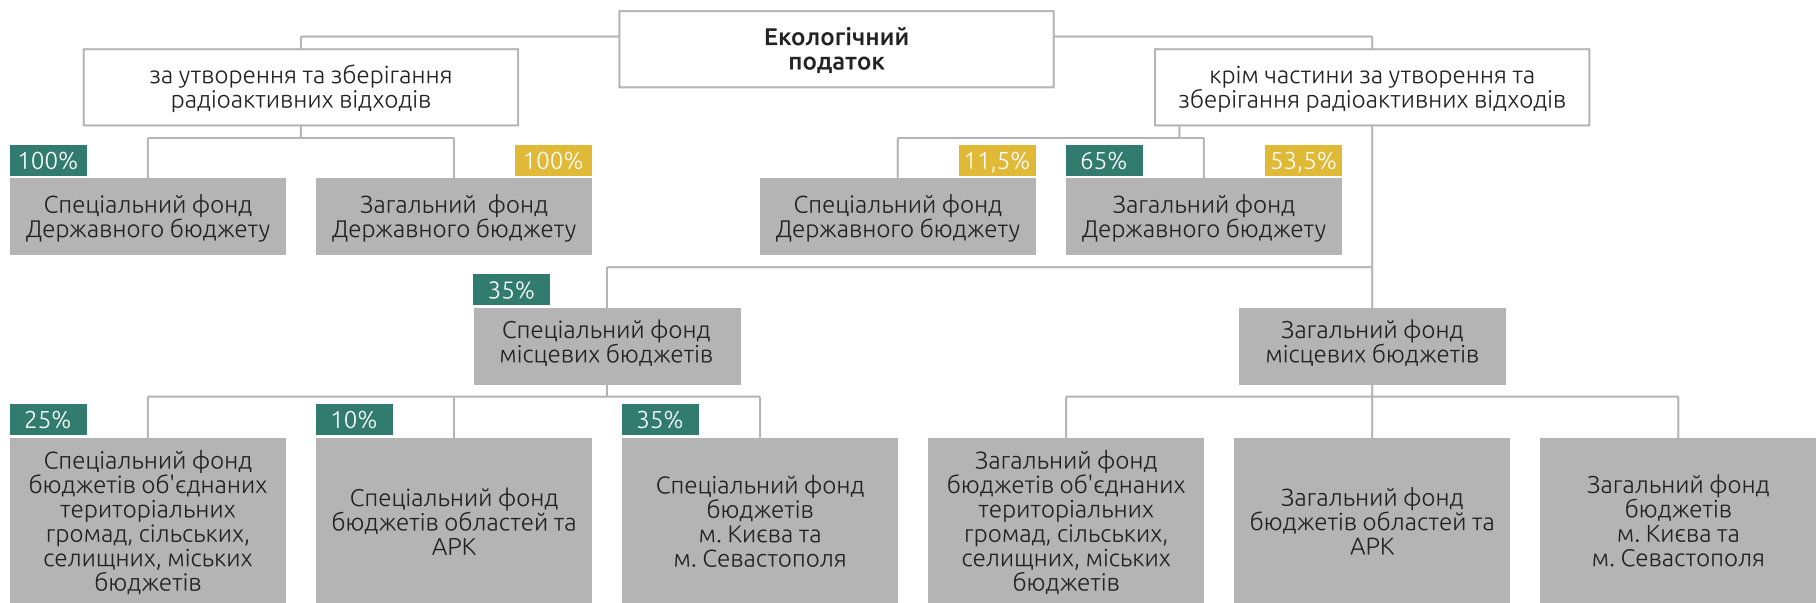 Екологічний
податок
за утворення та зберігання
радіоактивних відходів
крім частини за утворення та
зберігання радіоактивних відходів
100%
100%
11,5%
65%
53,5%
Спеціальний фонд
Державного бюджету
Загальний фонд
Державного бюджету
Спеціальний фонд
Державного бюджету
Загальний фонд
Державного бюджету
35%
Спеціальний фонд
місцевих бюджетів
Загальний фонд
місцевих бюджетів
25%
10%
35%
Спеціальний фонд
бюджетів об'єднаних
територіальних
громад, сільських,
селищних, міських
бюджетів
Спеціальний фонд
бюджетів областей та
АРК
Спеціальний фонд
бюджетів
м. Києва та
м. Севастополя
Загальний фонд
бюджетів об'єднаних
територіальних
громад, сільських,
селищних, міських
бюджетів
Загальний фонд
бюджетів областей та
АРК
Загальний фонд
бюджетів
м. Києва та
м. Севастополя